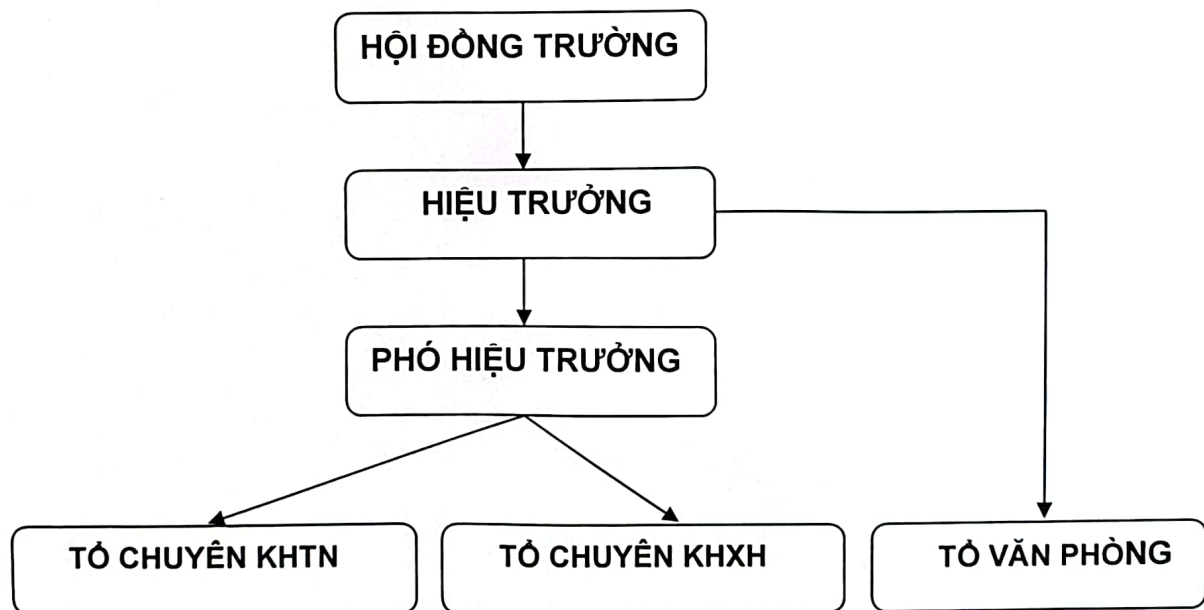 HỘI ĐỒNG TRƯỜNG
HIỆU TRƯỞNG
PHÓ HIỆU TRƯỞNG
TỔ CHUYÊN KHTN
TỔ CHUYÊN KHXH
TỔ VĂN PHÒNG